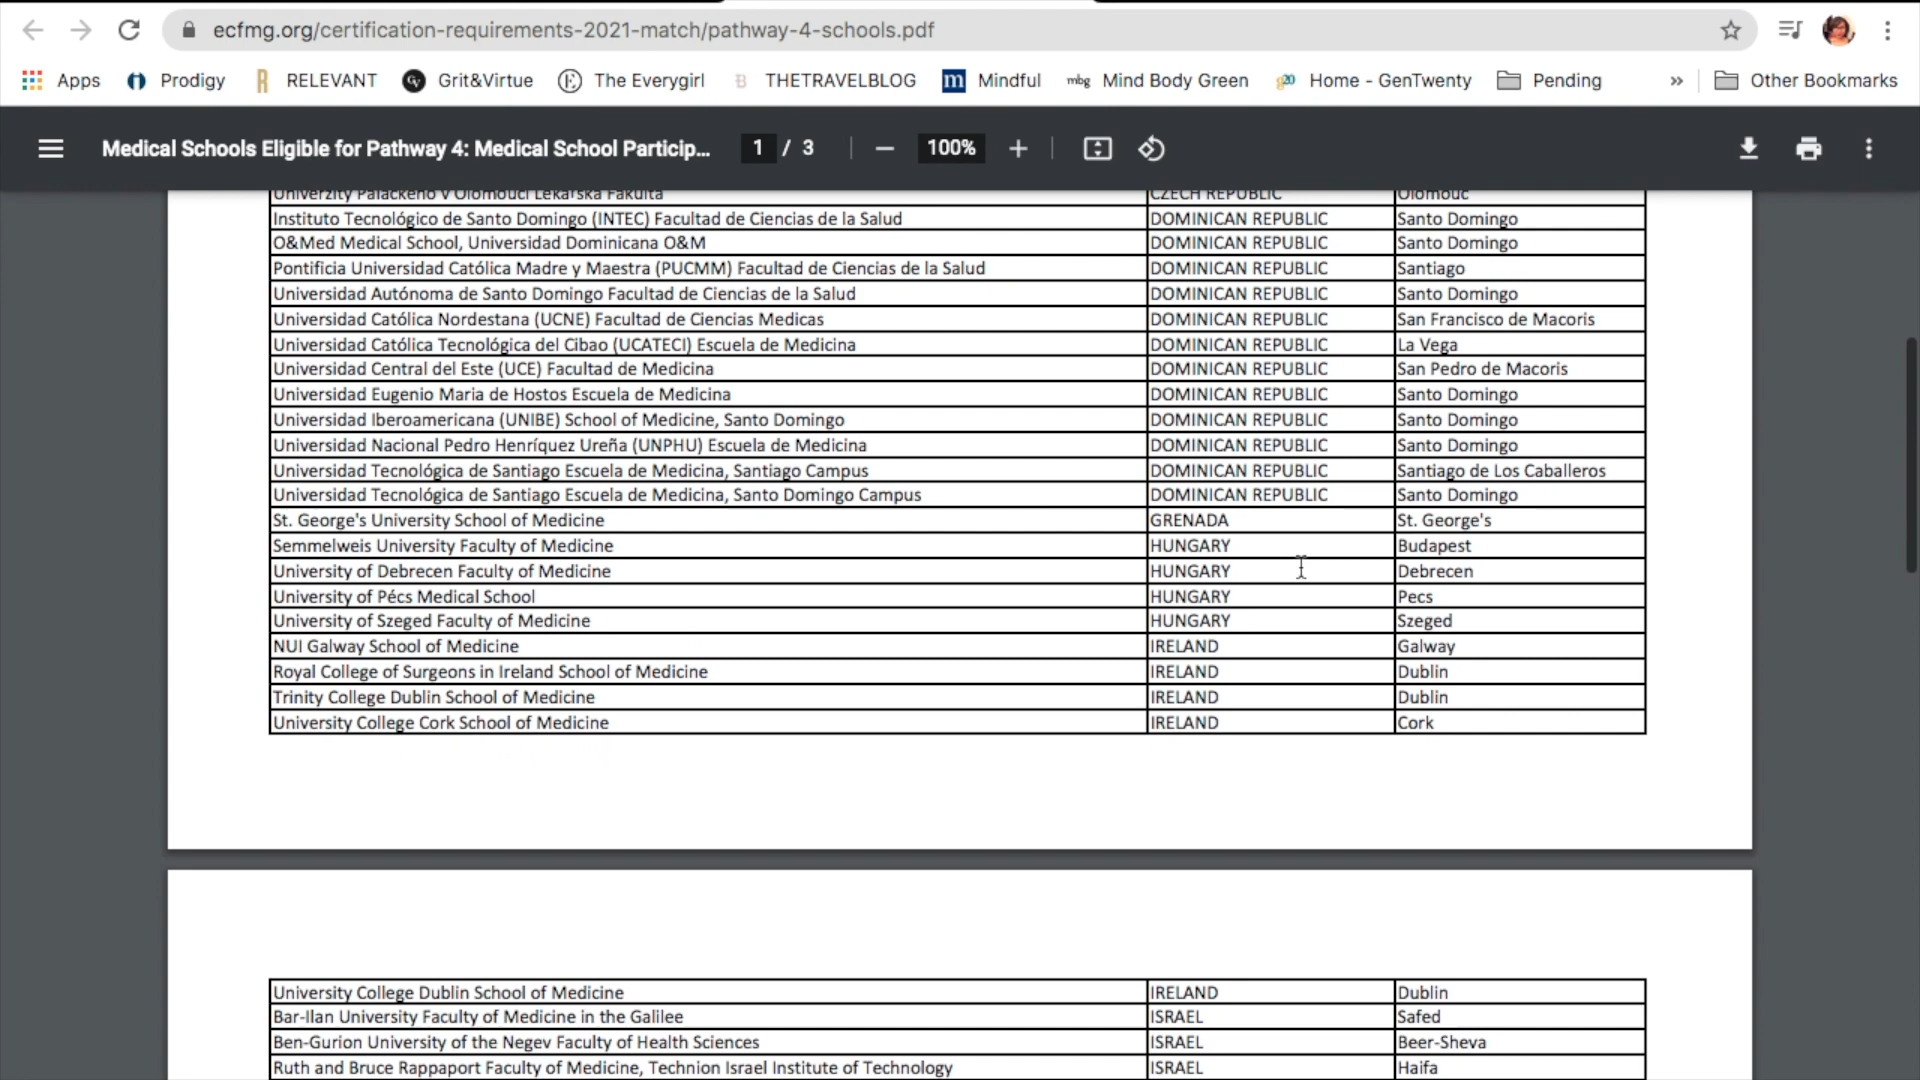 ecfmg.org/certification-requirements-2021-match/pathway-4-schools.pdf
Apps Prodigy RELEVANT Grit&Virtue The Everygirl THETRAVELBLOG Mindful mbg Mind Body Green g20 Home - GenTwenty Pending » Other Bookmarks
Medical Schools Eligible for Pathway 4: Medical School Particip... 1 / 3 — 100% +
Univerzity Palackého v Olomouci Lékařská Fakulta CZECH REPUBLIC Olomouc
Instituto Tecnológico de Santo Domingo (INTEC) Facultad de Ciencias de la Salud DOMINICAN REPUBLIC Santo Domingo
O&Med Medical School, Universidad Dominicana O&M DOMINICAN REPUBLIC Santo Domingo
Pontificia Universidad Católica Madre y Maestra (PUCMM) Facultad de Ciencias de la Salud DOMINICAN REPUBLIC Santiago
Universidad Autónoma de Santo Domingo Facultad de Ciencias de la Salud DOMINICAN REPUBLIC Santo Domingo
Universidad Católica Nordestana (UCNE) Facultad de Ciencias Medicas DOMINICAN REPUBLIC San Francisco de Macoris
Universidad Católica Tecnológica del Cibao (UCATECI) Escuela de Medicina DOMINICAN REPUBLIC La Vega
Universidad Central del Este (UCE) Facultad de Medicina DOMINICAN REPUBLIC San Pedro de Macoris
Universidad Eugenio Maria de Hostos Escuela de Medicina DOMINICAN REPUBLIC Santo Domingo
Universidad Iberoamericana (UNIBE) School of Medicine, Santo Domingo DOMINICAN REPUBLIC Santo Domingo
Universidad Nacional Pedro Henríquez Ureña (UNPHU) Escuela de Medicina DOMINICAN REPUBLIC Santo Domingo
Universidad Tecnológica de Santiago Escuela de Medicina, Santiago Campus DOMINICAN REPUBLIC Santiago de Los Caballeros
Universidad Tecnológica de Santiago Escuela de Medicina, Santo Domingo Campus DOMINICAN REPUBLIC Santo Domingo
St. George's University School of Medicine GRENADA St. George's
Semmelweis University Faculty of Medicine HUNGARY Budapest
University of Debrecen Faculty of Medicine HUNGARY Debrecen
University of Pécs Medical School HUNGARY Pecs
University of Szeged Faculty of Medicine HUNGARY Szeged
NUI Galway School of Medicine IRELAND Galway
Royal College of Surgeons in Ireland School of Medicine IRELAND Dublin
Trinity College Dublin School of Medicine IRELAND Dublin
University College Cork School of Medicine IRELAND Cork
University College Dublin School of Medicine IRELAND Dublin
Bar-Ilan University Faculty of Medicine in the Galilee ISRAEL Safed
Ben-Gurion University of the Negev Faculty of Health Sciences ISRAEL Beer-Sheva
Ruth and Bruce Rappaport Faculty of Medicine, Technion Israel Institute of Technology ISRAEL Haifa